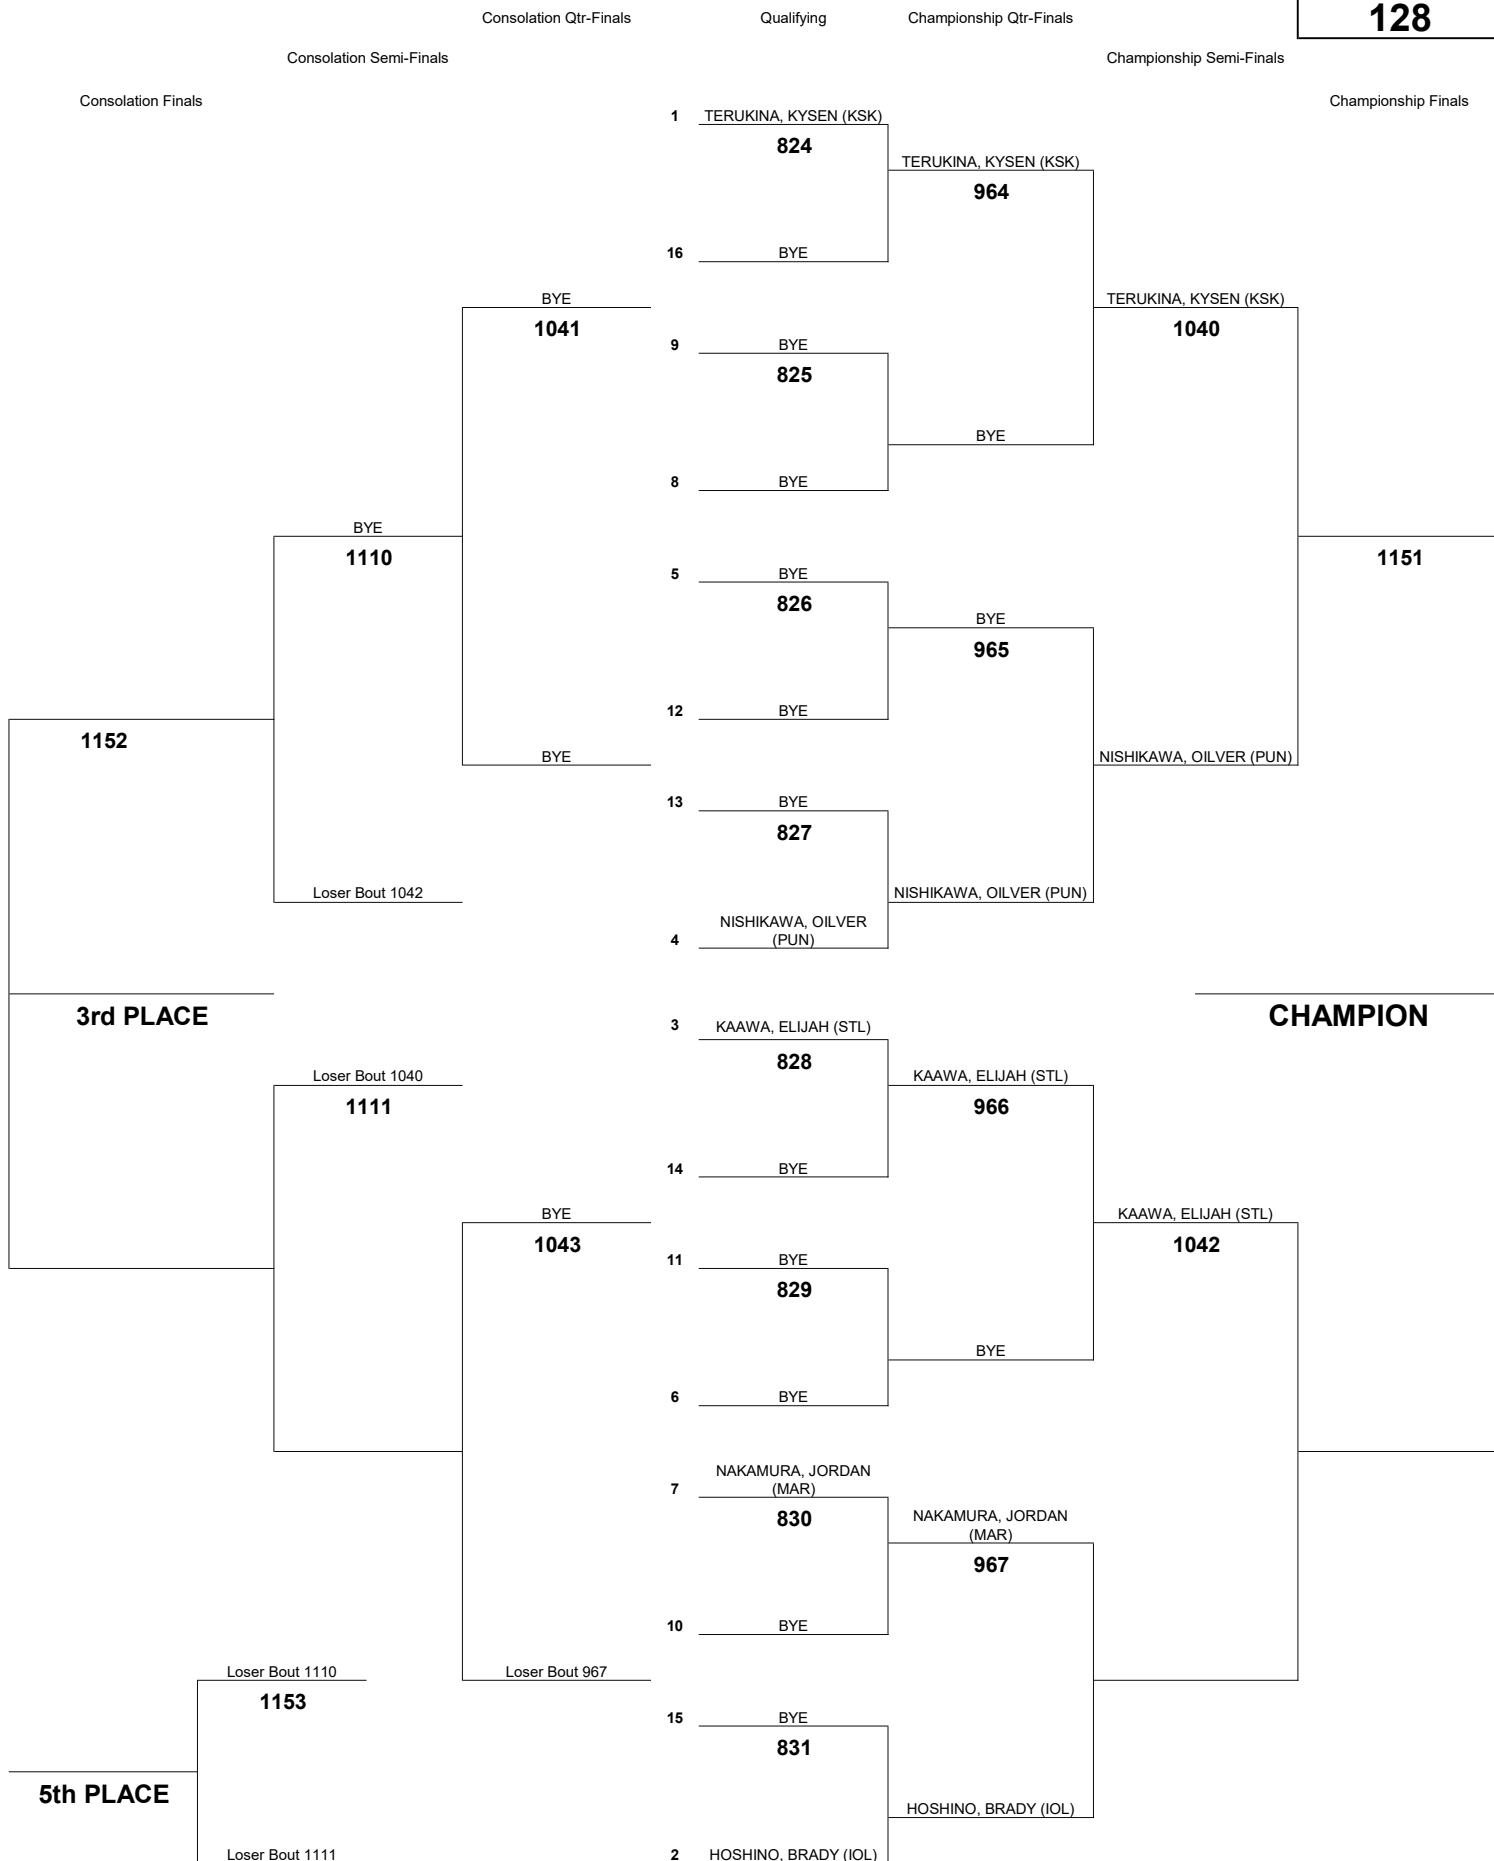 Consolation Qtr-Finals Qualifying Championship Qtr-Finals 128
Consolation Semi-Finals Championship Semi-Finals
Consolation Finals Championship Finals
1 TERUKINA, KYSEN (KSK)
824
TERUKINA, KYSEN (KSK)
964
16 BYE
BYE TERUKINA, KYSEN (KSK)
1041 1040
9 BYE
825
BYE
8 BYE
BYE
1110 1151
5 BYE
826
BYE
965
12 BYE
1152
BYE NISHIKAWA, OILVER (PUN)
13 BYE
827
Loser Bout 1042 NISHIKAWA, OILVER (PUN)
NISHIKAWA, OILVER
4 (PUN)
3rd PLACE CHAMPION
3 KAAWA, ELIJAH (STL)
828
Loser Bout 1040 KAAWA, ELIJAH (STL)
1111 966
14 BYE
BYE KAAWA, ELIJAH (STL)
1043 1042
11 BYE
829
BYE
6 BYE
NAKAMURA, JORDAN
7 (MAR)
830
NAKAMURA, JORDAN
(MAR)
967
10 BYE
Loser Bout 1110 Loser Bout 967
1153
15 BYE
831
5th PLACE
HOSHINO, BRADY (IOL)
Loser Bout 1111 2 HOSHINO, BRADY (IOL)